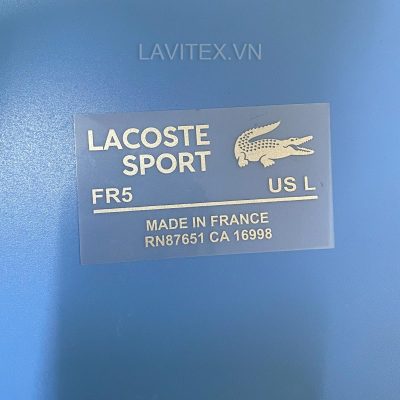 LAVITEX.VN
LACOSTE
SPORT
FR5 US L
MADE IN FRANCE
RN87651 CA 16998